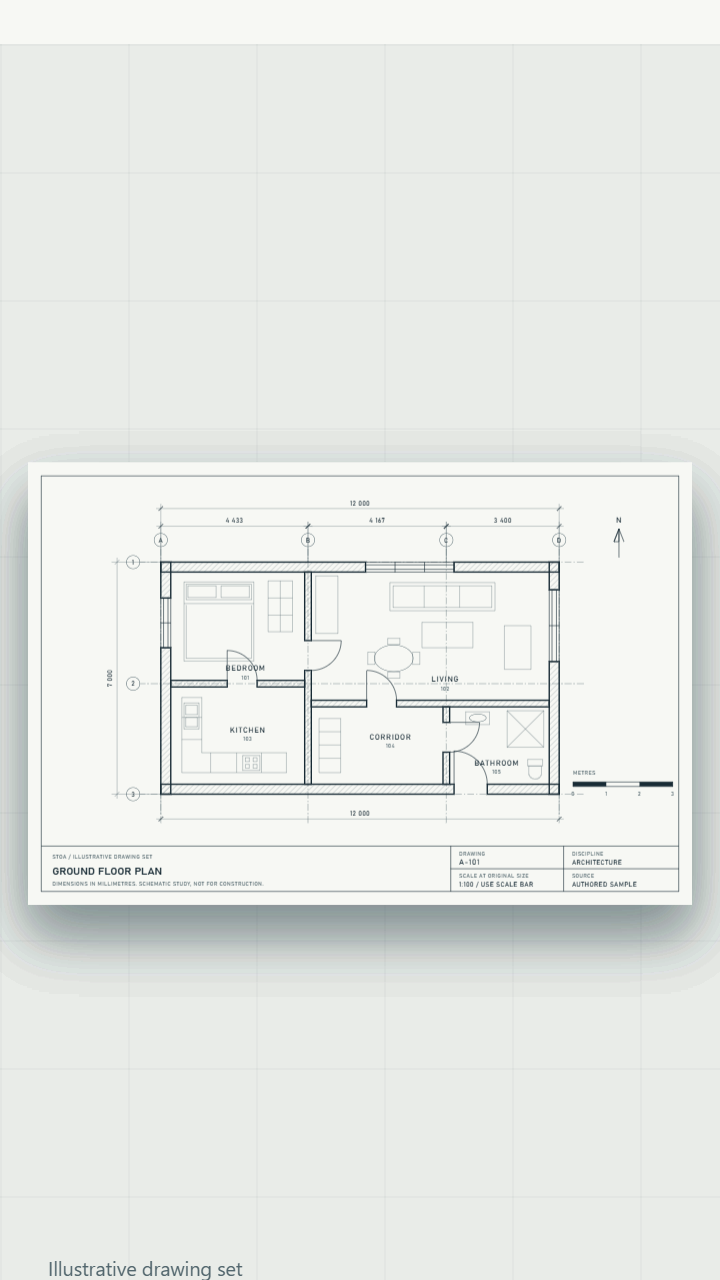 12 000
4 433
4 167
3 400
N
A
B
C
D
1
BEDROOM
101
7 000
2
LIVING
102
KITCHEN
103
CORRIDOR
104
BATHROOM
105
METRES
3
0 1 2 3
12 000
STOA / ILLUSTRATIVE DRAWING SET
GROUND FLOOR PLAN
DIMENSIONS IN MILLIMETRES. SCHEMATIC STUDY, NOT FOR CONSTRUCTION.
DRAWING
A-101
DISCIPLINE
ARCHITECTURE
SCALE AT ORIGINAL SIZE
1:100 / USE SCALE BAR
SOURCE
AUTHORED SAMPLE
Illustrative drawing set